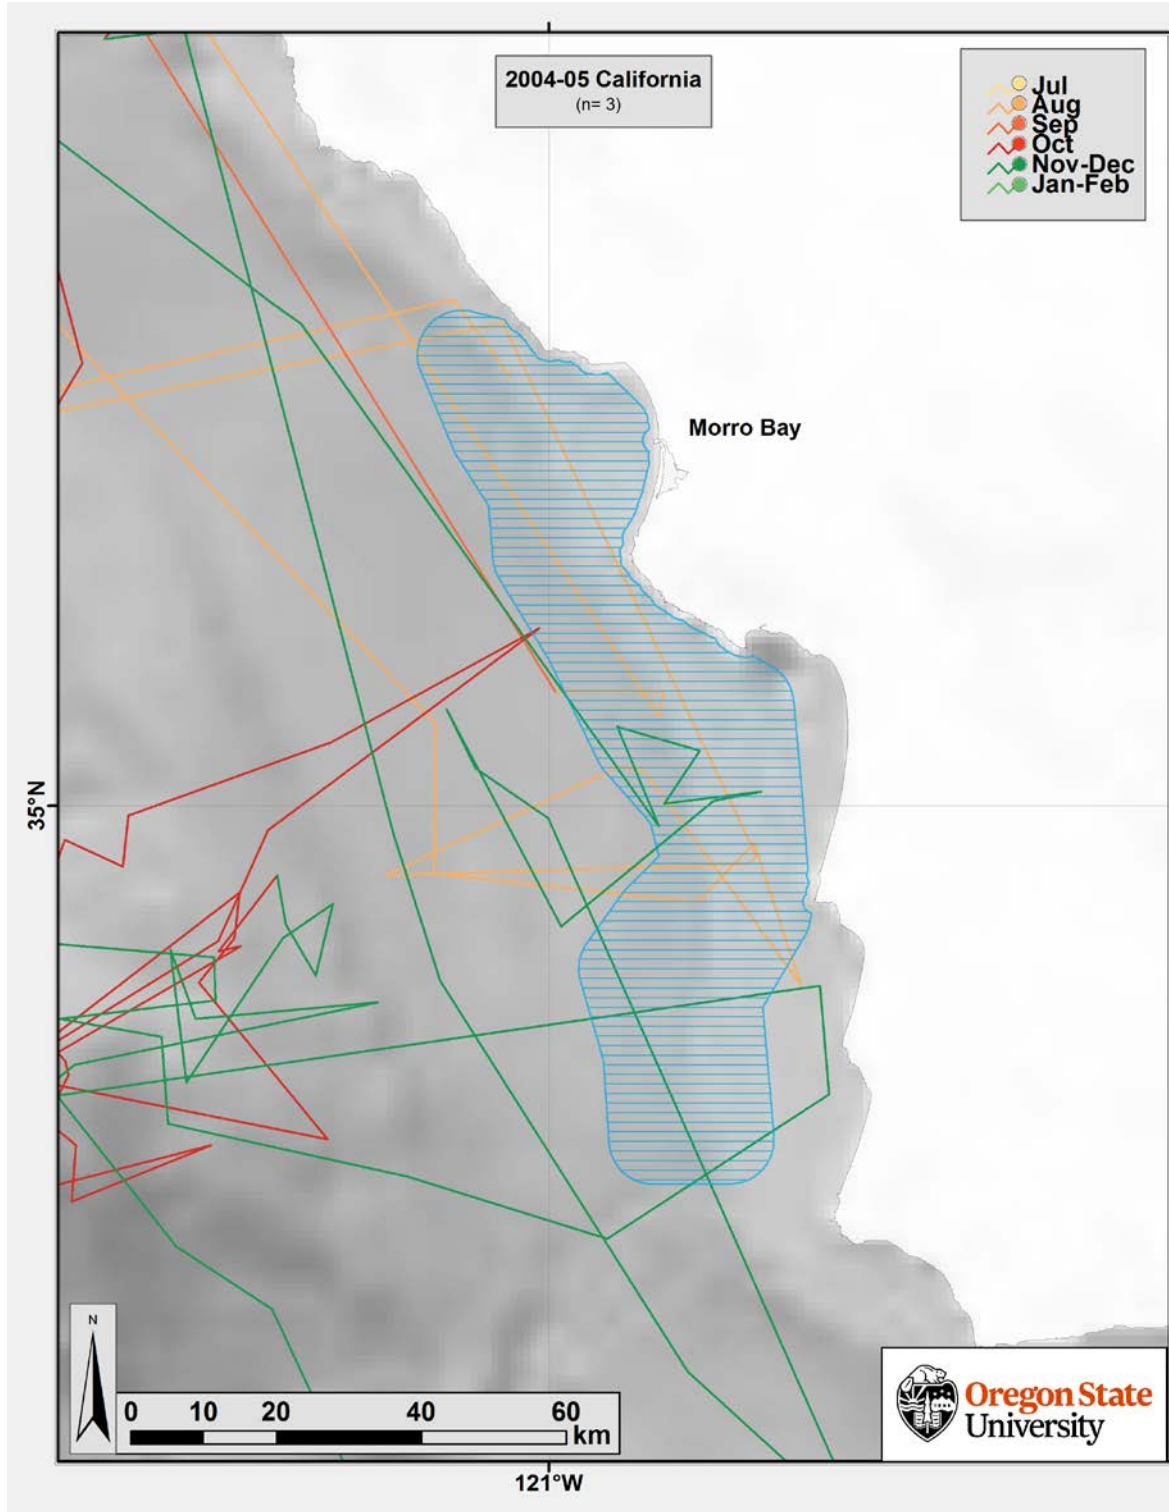 2004-05 California
(n= 3)
Jul
Aug
Sep
Oct
Nov-Dec
Jan-Feb
Morro Bay
35°N
N
0 10 20 40 60
km
Oregon State
University
121°W